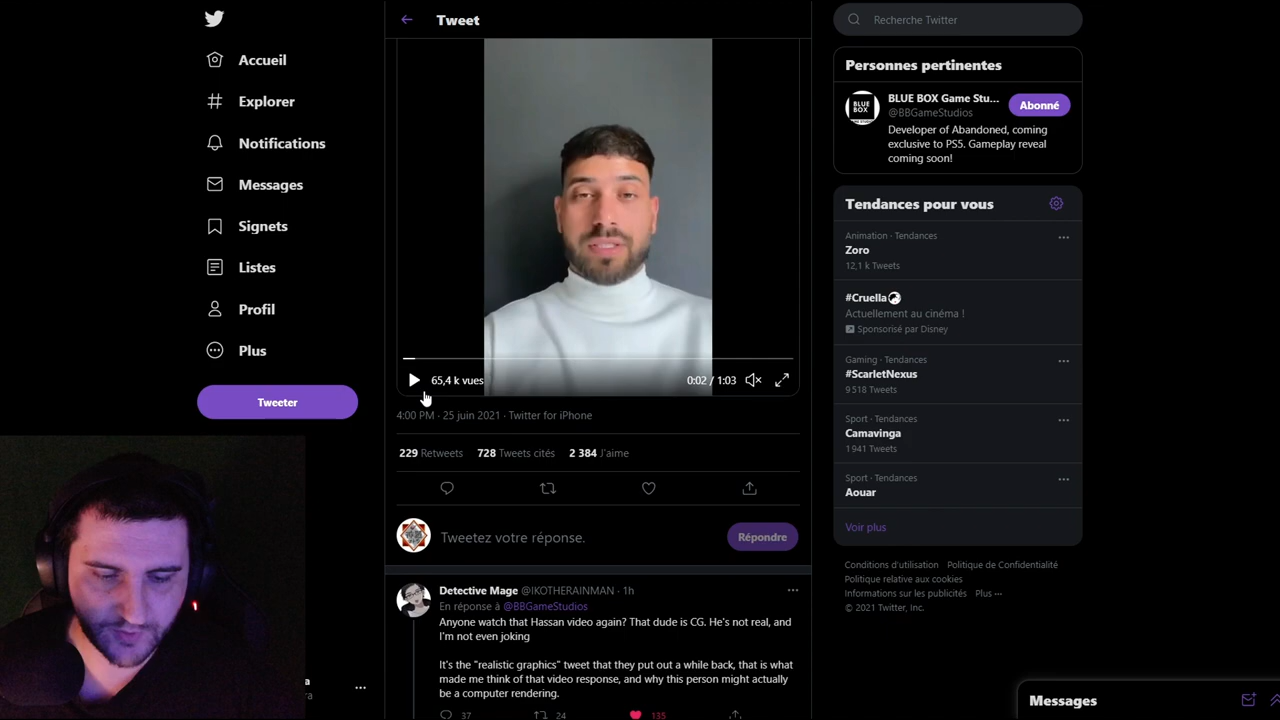 Accueil
Explorer
Notifications
Messages
Signets
Listes
Profil
Plus
Tweeter
Tweet
65,4 k vues
0:02 / 1:03
4:00 PM · 25 juin 2021 · Twitter for iPhone
229 Retweets 728 Tweets cités 2 384 J'aime
Tweetez votre réponse.
Répondre
Detective Mage @IKOTHERAINMAN · 1h
En réponse à @BBGameStudios
Anyone watch that Hassan video again? That dude is CG. He's not real, and
I'm not even joking
It's the "realistic graphics" tweet that they put out a while back, that is what
made me think of that video response, and why this person might actually
be a computer rendering.
37 24 135
Recherche Twitter
Personnes pertinentes
BLUE BOX
BLUE BOX Game Stu...
@BBGameStudios
Abonné
Developer of Abandoned, coming
exclusive to PS5. Gameplay reveal
coming soon!
Tendances pour vous
Animation · Tendances
Zoro
12,1 k Tweets
#Cruella
Actuellement au cinéma !
Sponsorisé par Disney
Gaming · Tendances
#ScarletNexus
9 518 Tweets
Sport · Tendances
Camavinga
1 941 Tweets
Sport · Tendances
Aouar
Voir plus
Conditions d'utilisation Politique de Confidentialité
Politique relative aux cookies
Informations sur les publicités Plus ···
© 2021 Twitter, Inc.
Messages